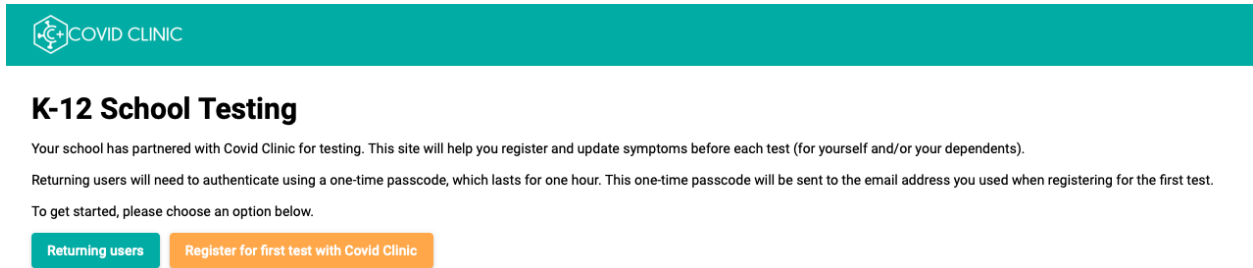 COVID CLINIC
K-12 School Testing
Your school has partnered with Covid Clinic for testing. This site will help you register and update symptoms before each test (for yourself and/or your dependents).
Returning users will need to authenticate using a one-time passcode, which lasts for one hour. This one-time passcode will be sent to the email address you used when registering for the first test.
To get started, please choose an option below.
Returning users Register for first test with Covid Clinic